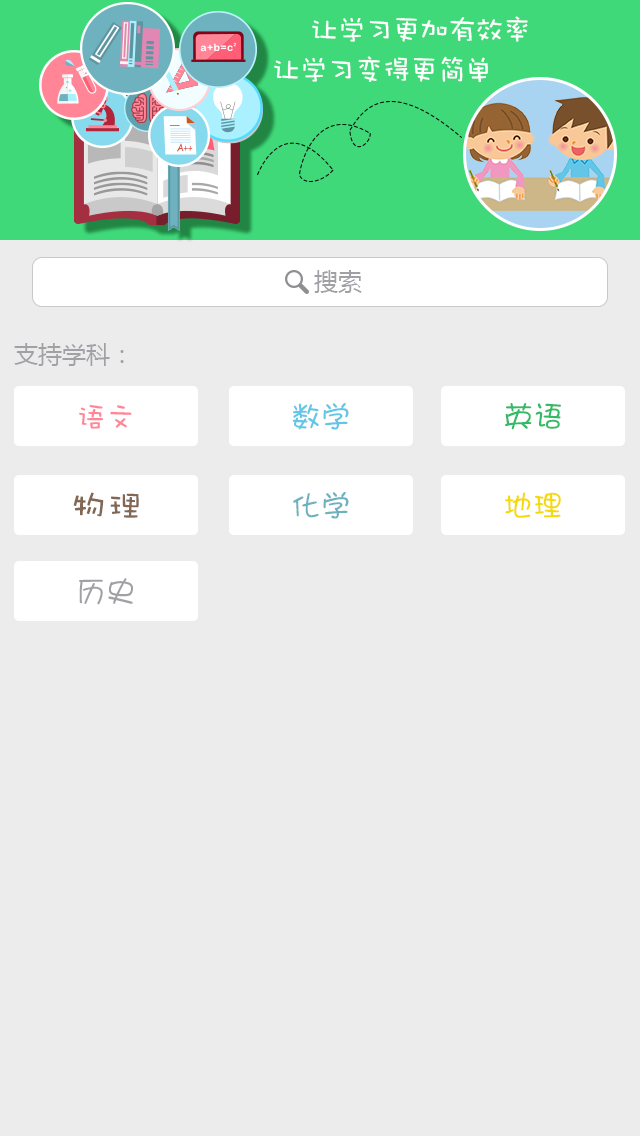 让学习更加有效率
让学习变得更简单
a+b=c²
A++
搜索
支持学科：
语文 数学 英语
物理 化学 地理
历史